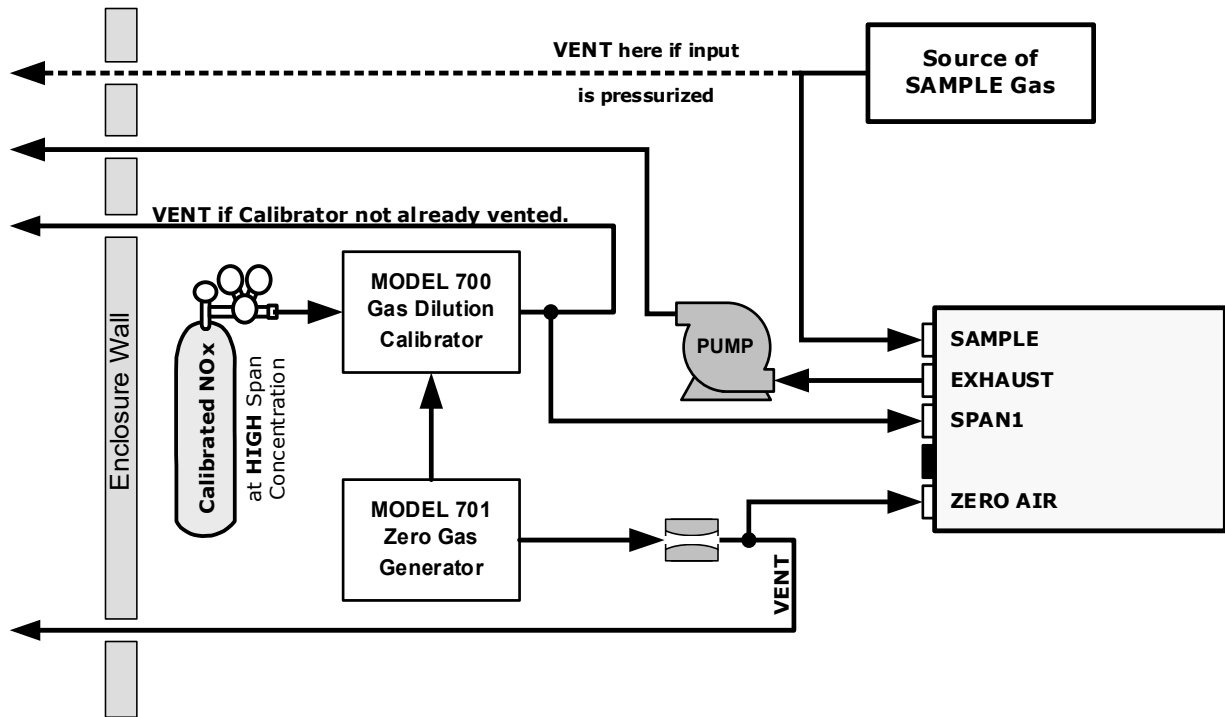 VENT here if input
is pressurized
Source of
SAMPLE Gas
VENT if Calibrator not already vented.
Enclosure Wall
Calibrated NOx
at HIGH Span
Concentration
MODEL 700
Gas Dilution
Calibrator
PUMP
SAMPLE
EXHAUST
SPAN1
ZERO AIR
MODEL 701
Zero Gas
Generator
VENT